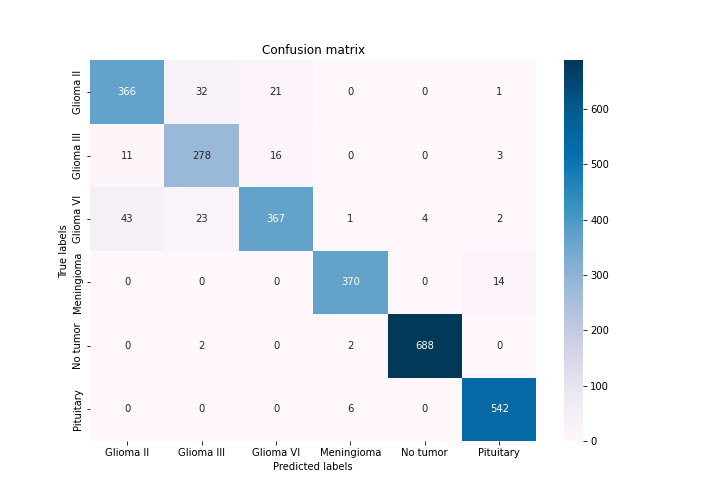 Confusion matrix
Glioma II 366 32 21 0 0 1
Glioma III 11 278 16 0 0 3
Glioma VI 43 23 367 1 4 2
Meningioma 0 0 0 370 0 14
No tumor 0 2 0 2 688 0
Pituitary 0 0 0 6 0 542
True labels
Glioma II Glioma III Glioma VI Meningioma No tumor Pituitary
Predicted labels
600
500
400
300
200
100
0